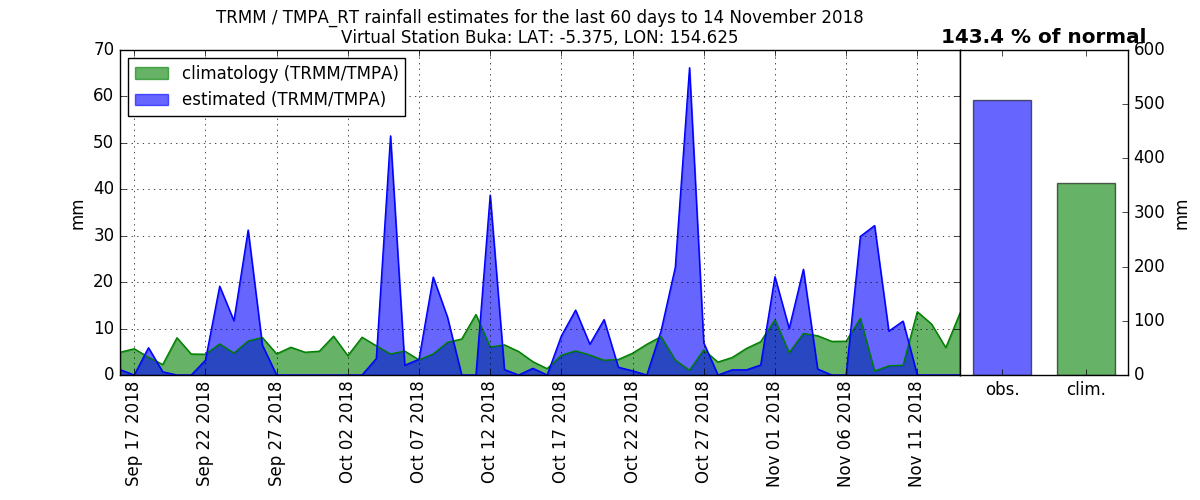 TRMM / TMPA_RT rainfall estimates for the last 60 days to 14 November 2018
Virtual Station Buka: LAT: -5.375, LON: 154.625
143.4 % of normal
climatology (TRMM/TMPA)
estimated (TRMM/TMPA)
mm
70
60
50
40
30
20
10
0
Sep 17 2018
Sep 22 2018
Sep 27 2018
Oct 02 2018
Oct 07 2018
Oct 12 2018
Oct 17 2018
Oct 22 2018
Oct 27 2018
Nov 01 2018
Nov 06 2018
Nov 11 2018
obs.
clim.
600
500
400
300
200
100
0
mm